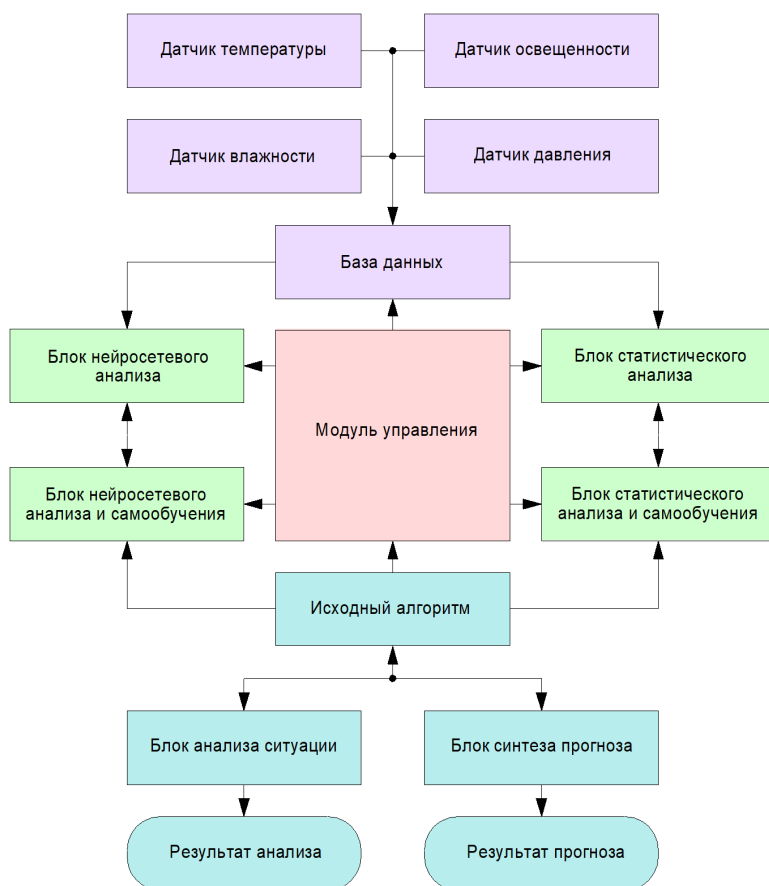 Датчик температуры
Датчик освещенности
Датчик влажности
Датчик давления
База данных
Блок нейросетевого
анализа
Модуль управления
Блок статистического
анализа
Блок нейросетевого
анализа и самообучения
Блок статистического
анализа и самообучения
Исходный алгоритм
Блок анализа ситуации
Блок синтеза прогноза
Результат анализа
Результат прогноза